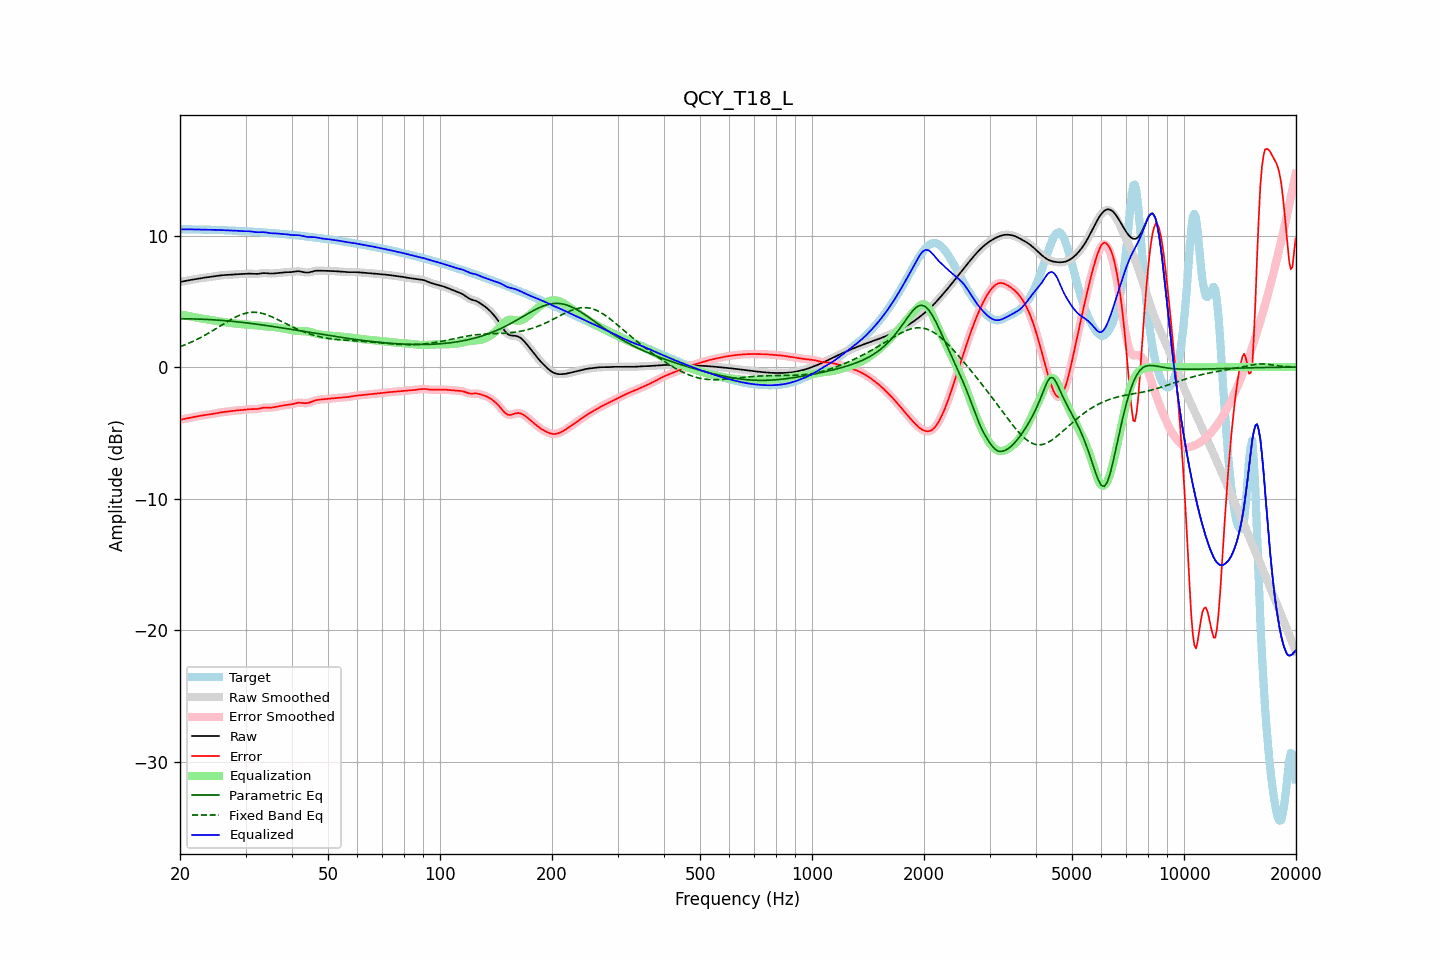 QCY_T18_L
Amplitude (dBr)
10
0
−10
−20
−30
Target
Raw Smoothed
Error Smoothed
Raw
Error
Equalization
Parametric Eq
Fixed Band Eq
Equalized
20 50 100 200 500 1000 2000 5000 10000 20000
Frequency (Hz)